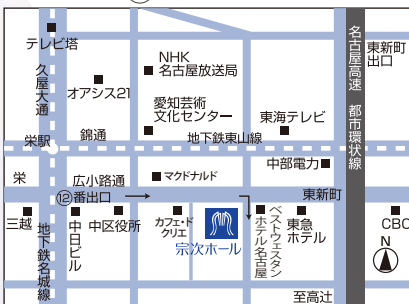 テレビ塔
久屋大通
オアシス21
NHK
名古屋放送局
愛知芸術
文化センター
東海テレビ
名古屋高速 都市環状線
東新町
出口
栄駅
錦通
地下鉄東山線
中部電力
栄
広小路通
マクドナルド
東新町
⑫番出口
三越
地下鉄名城線
中日ビル
中区役所
カフェ・ド
クリエ
宗次ホール
ベストウェスタン
ホテル名古屋
東急
ホテル
CBC
N
至高辻